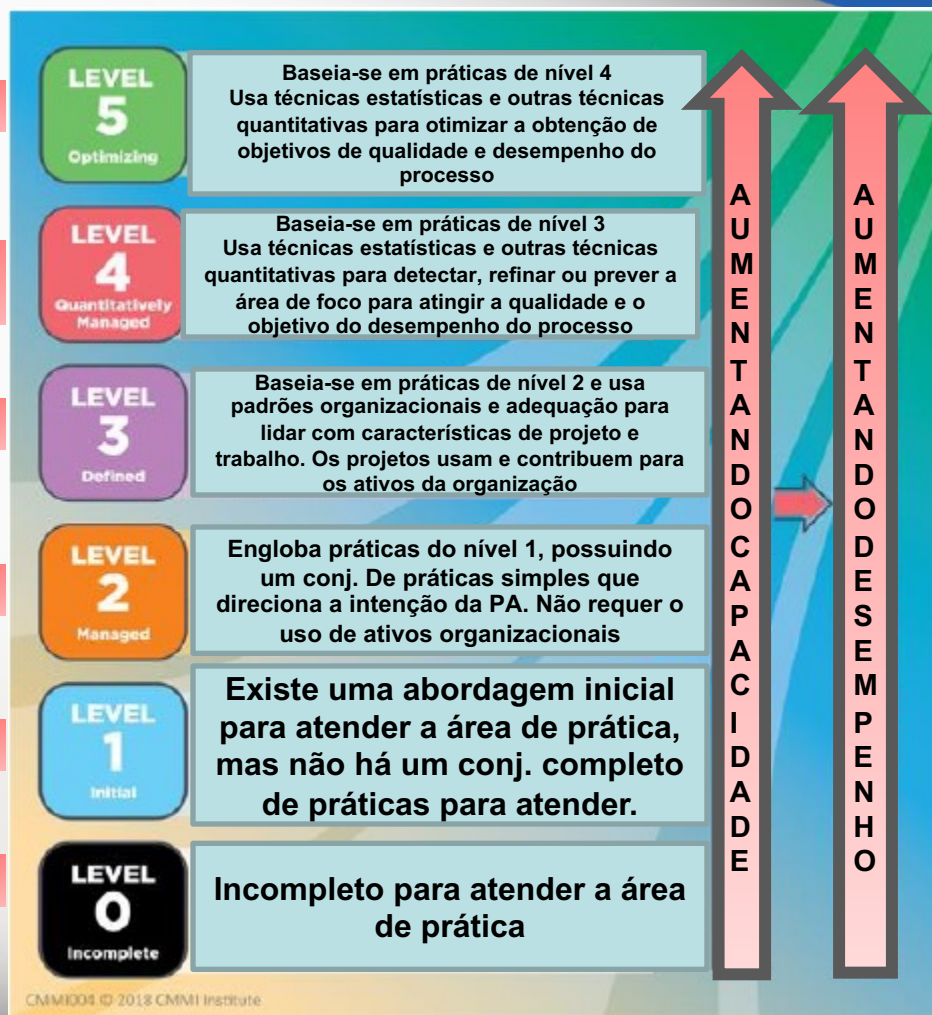 LEVEL
5
Optimizing
Baseia-se em práticas de nível 4
Usa técnicas estatísticas e outras técnicas
quantitativas para otimizar a obtenção de
objetivos de qualidade e desempenho do
processo
LEVEL
4
Quantitatively
Managed
Baseia-se em práticas de nível 3
Usa técnicas estatísticas e outras técnicas
quantitativas para detectar, refinar ou prever a
área de foco para atingir a qualidade e o
objetivo do desempenho do processo
LEVEL
3
Defined
Baseia-se em práticas de nível 2 e usa
padrões organizacionais e adequação para
lidar com características de projeto e
trabalho. Os projetos usam e contribuem para
os ativos da organização
LEVEL
2
Managed
Engloba práticas do nível 1, possuindo
um conj. De práticas simples que
direciona a intenção da PA. Não requer o
uso de ativos organizacionais
LEVEL
1
Initial
Existe uma abordagem inicial
para atender a área de prática,
mas não há um conj. completo
de práticas para atender.
LEVEL
0
Incomplete
Incompleto para atender a área
de prática
AUMENTANDO CAPACIDADE
AUMENTANDO DESEMPENHO
CMMI004 © 2018 CMMI Institute